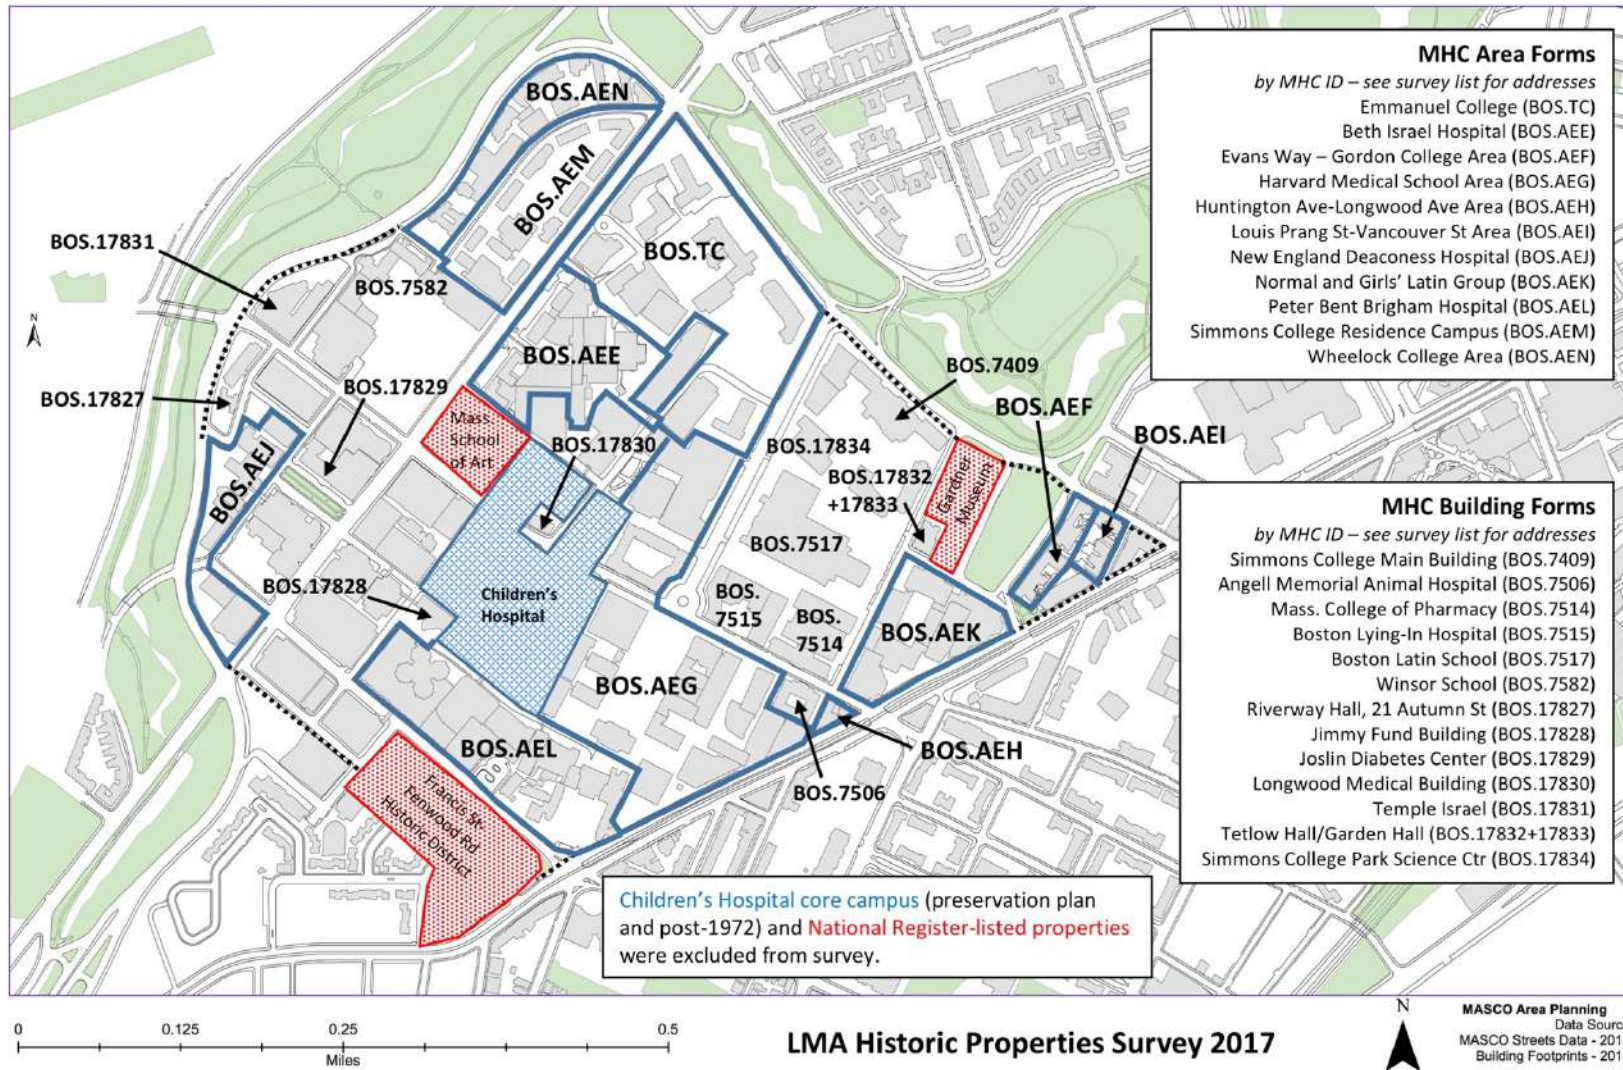 MHC Area Forms
by MHC ID – see survey list for addresses
Emmanuel College (BOS.TC)
Beth Israel Hospital (BOS.AEE)
Evans Way – Gordon College Area (BOS.AEF)
Harvard Medical School Area (BOS.AEG)
Huntington Ave-Longwood Ave Area (BOS.AEH)
Louis Prang St-Vancouver St Area (BOS.AEI)
New England Deaconess Hospital (BOS.AEJ)
Normal and Girls’ Latin Group (BOS.AEK)
Peter Bent Brigham Hospital (BOS.AEL)
Simmons College Residence Campus (BOS.AEM)
Wheelock College Area (BOS.AEN)
BOS.AEN
BOS.AEM
BOS.TC
BOS.17831
BOS.7582
N
BOS.AEE
BOS.7409
BOS.17829
BOS.17827
BOS.AEF
BOS.AEI
Mass
School
of Art
BOS.17830
BOS.17834
BOS.AEJ
BOS.17832
+17833
Gardner
Museum
BOS.7517
BOS.17828
Children’s
Hospital
BOS.
7515
BOS.
7514
BOS.AEK
BOS.AEG
BOS.AEL
BOS.AEH
BOS.7506
Francis St-
Fenwood Rd
Historic District
MHC Building Forms
by MHC ID – see survey list for addresses
Simmons College Main Building (BOS.7409)
Angell Memorial Animal Hospital (BOS.7506)
Mass. College of Pharmacy (BOS.7514)
Boston Lying-In Hospital (BOS.7515)
Boston Latin School (BOS.7517)
Winsor School (BOS.7582)
Riverway Hall, 21 Autumn St (BOS.17827)
Jimmy Fund Building (BOS.17828)
Joslin Diabetes Center (BOS.17829)
Longwood Medical Building (BOS.17830)
Temple Israel (BOS.17831)
Tetlow Hall/Garden Hall (BOS.17832+17833)
Simmons College Park Science Ctr (BOS.17834)
Children’s Hospital core campus (preservation plan
and post-1972) and National Register-listed properties
were excluded from survey.
0 0.125 0.25 0.5
Miles
LMA Historic Properties Survey 2017
N
MASCO Area Planning
Data Sourc
MASCO Streets Data - 201
Building Footprints - 201